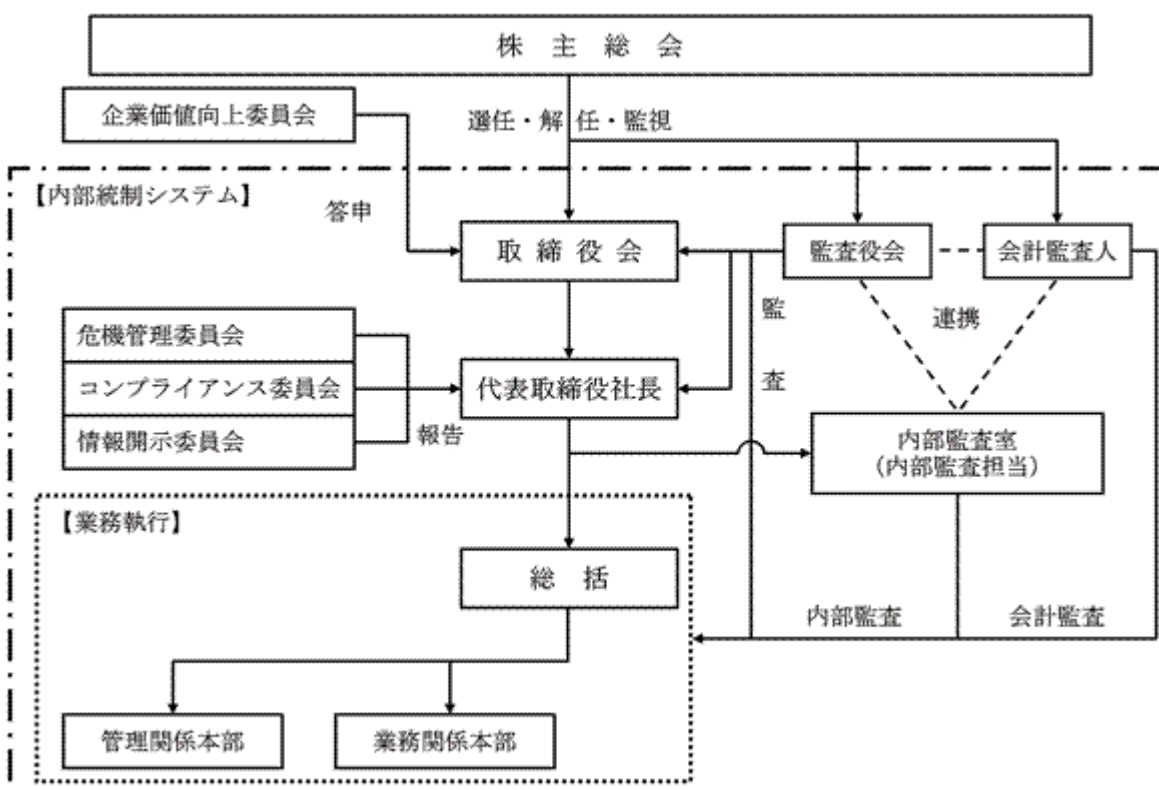 株主総会
企業価値向上委員会
選任・解任・監視
【内部統制システム】
答申
取締役会
監査役会
会計監査人
連携
監査
危機管理委員会
コンプライアンス委員会
情報開示委員会
報告
代表取締役社長
内部監査室
（内部監査担当）
【業務執行】
総括
内部監査
会計監査
管理関係本部
業務関係本部